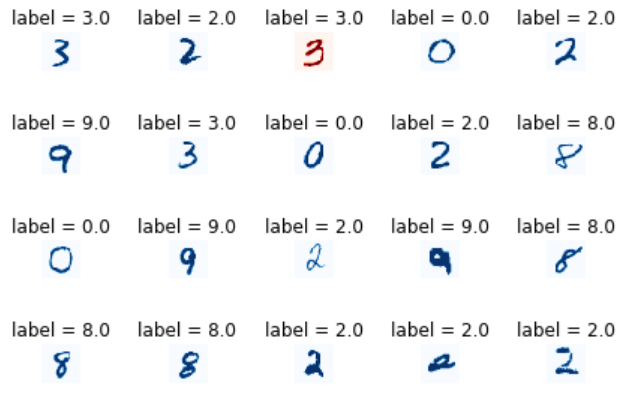 label = 3.0 label = 2.0 label = 3.0 label = 0.0 label = 2.0
3 2 3 0 2
label = 9.0 label = 3.0 label = 0.0 label = 2.0 label = 8.0
9 3 0 2 8
label = 0.0 label = 9.0 label = 2.0 label = 9.0 label = 8.0
0 9 2 9 8
label = 8.0 label = 8.0 label = 2.0 label = 2.0 label = 2.0
8 8 2 2 2